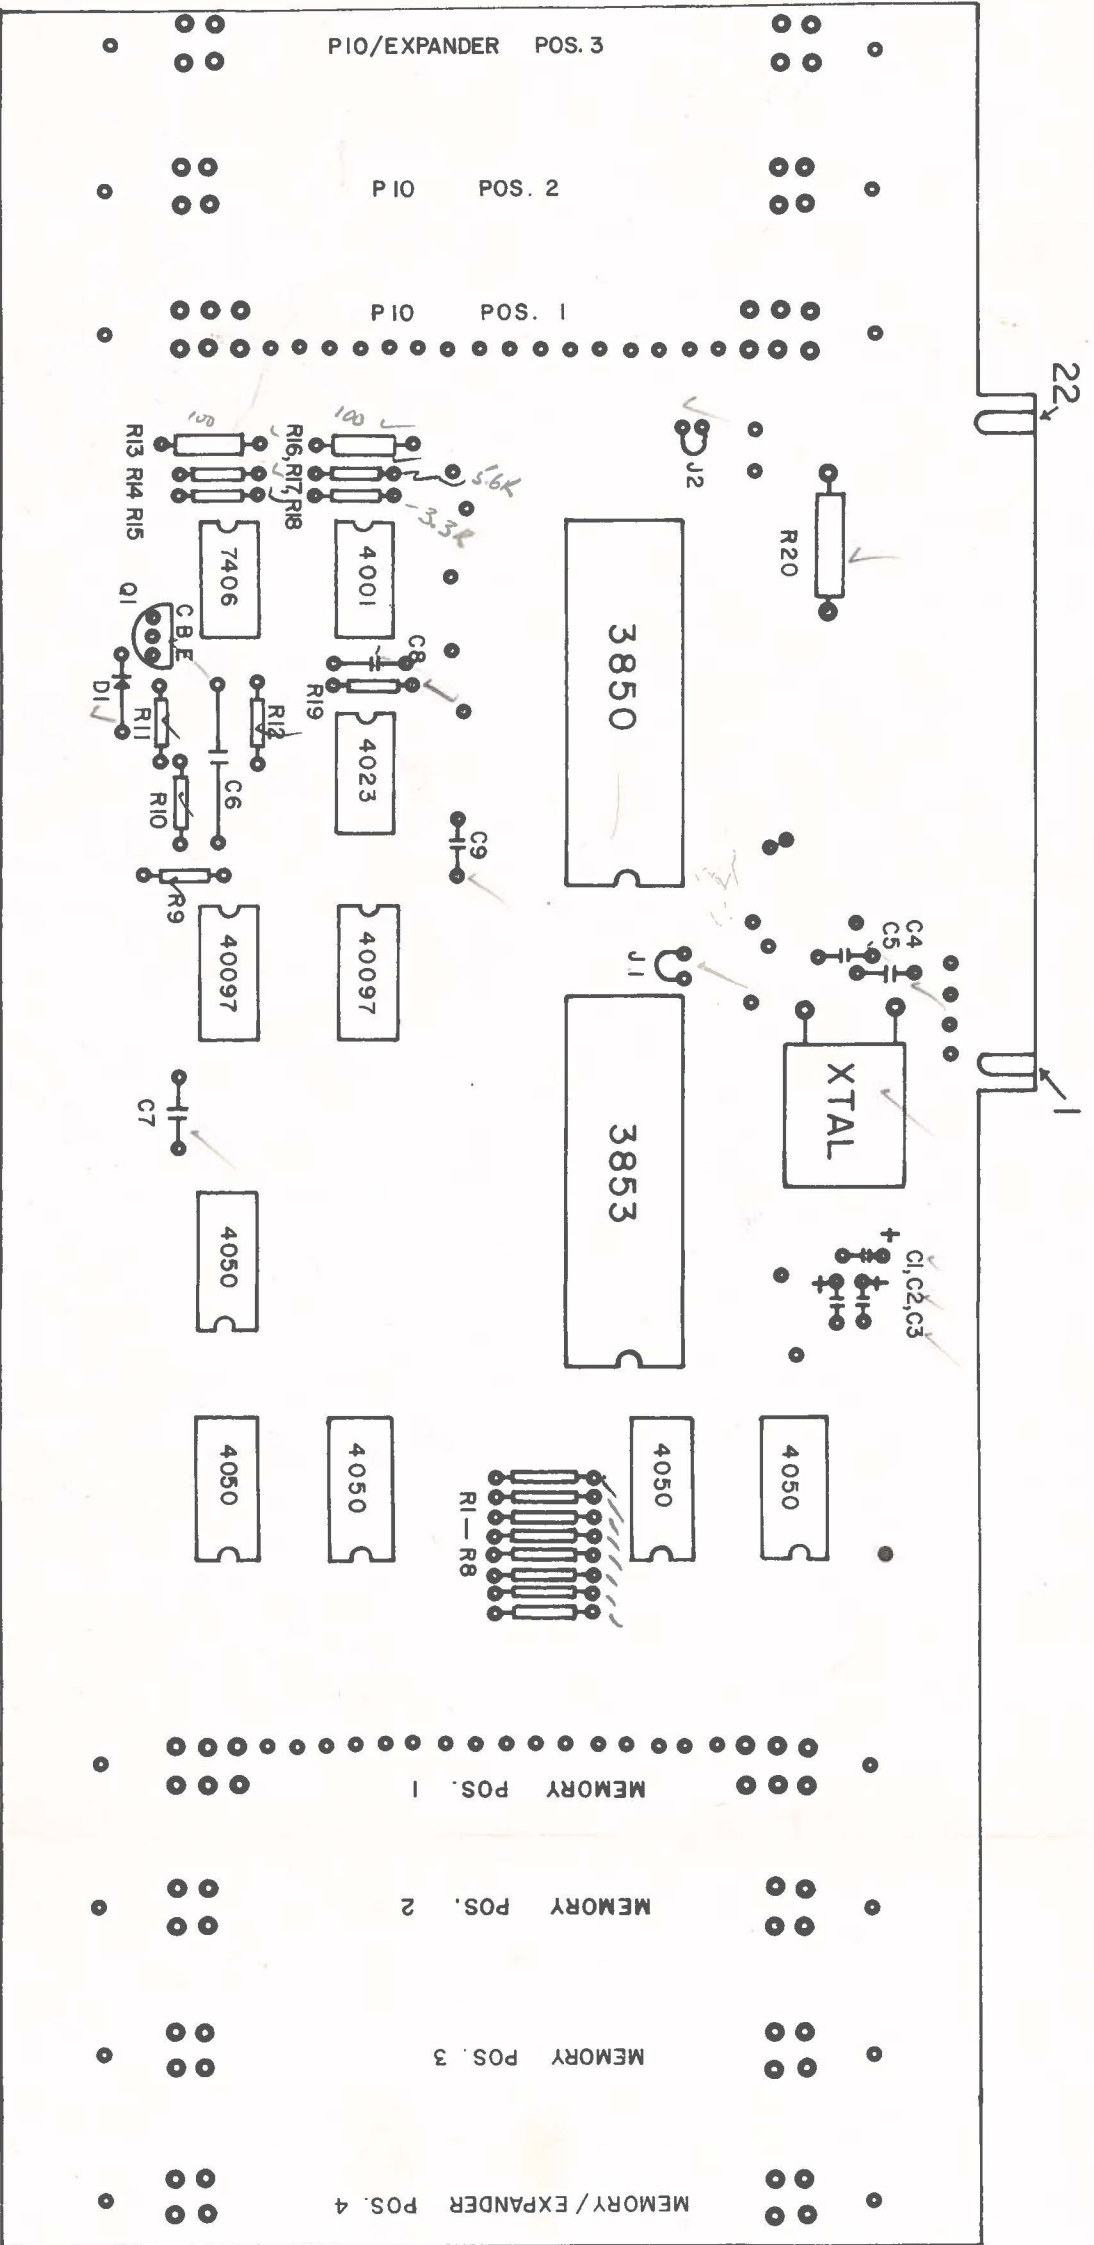 PIO/EXPANDER POS. 3
PIO POS. 2
PIO POS. 1
22
J2
R20
100
100
R13 R14 R15
R16, R17, R18
5.6K
3.3K
7406
4001
3850
Q1
C B E
D1
R11
R10
R12
C6
C8
R19
4023
C9
R9
40097
40097
J1
C4
C5
XTAL
1
C7
3853
4050
C1, C2, C3
+
+
+
4050
4050
4050
4050
R1—R8
MEMORY POS. 1
MEMORY POS. 2
MEMORY POS. 3
MEMORY/EXPANDER POS. 4